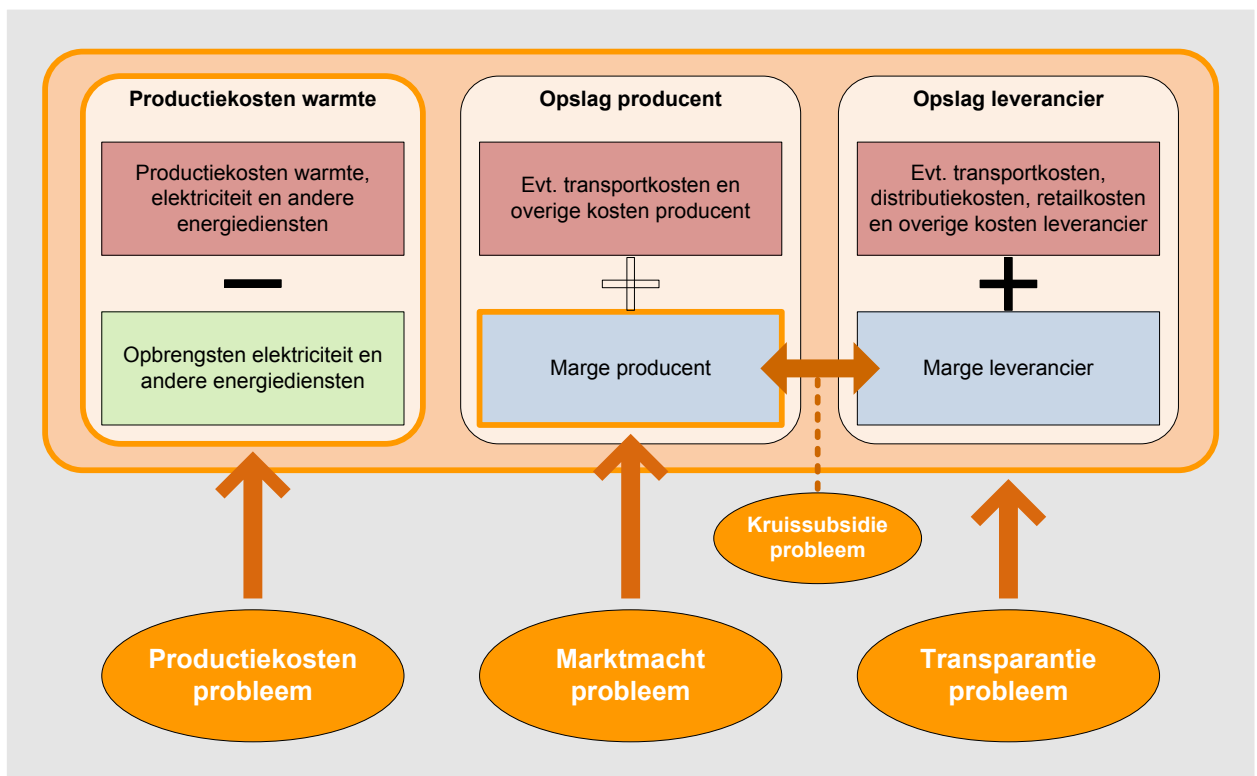 Productiekosten warmte
Productiekosten warmte,
elektriciteit en andere
energiediensten
Opbrengsten elektriciteit en
andere energiediensten
Opslag producent
Evt. transportkosten en
overige kosten producent
Marge producent
Opslag leverancier
Evt. transportkosten,
distributiekosten, retailkosten
en overige kosten leverancier
Marge leverancier
Kruissubsidie
probleem
Productiekosten
probleem
Marktmacht
probleem
Transparantie
probleem